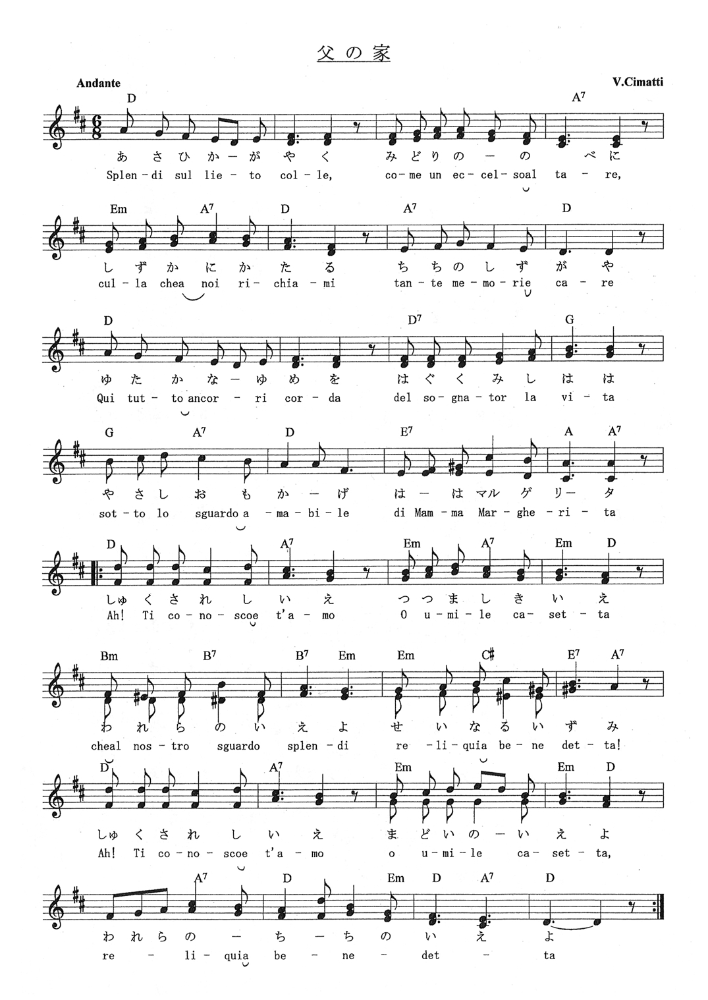 父の家
Andante
V.Cimatti
D A7
あさひかーがやく みどりのーのべに
Splen-di sul lie-to col-le, co-me un ec-cel-soal ta-re,
Em A7 D A7 D
しずかにかたる ちちのしずがや
cul-la chea noi ri-chia-mi tan-te me-mo-rie ca-re
D D7 G
ゆたかなーゆめを はぐくみしはは
Qui tut-to ancor-ri cor-da del so-gna-tor la vi-ta
G A7 D E7 A A7
やさしおもかーげ はーはマルゲリータ
sot-to lo sguardo a-ma-bi-le di Mam-ma Mar-ghe-ri-ta
D A7 Em A7 Em D
しゅくされしいえ つつましきいえ
Ah! Ti co-no-scoe t'a-mo O u-mi-le ca-set-ta
Bm B7 B7 Em Em C# E7 A7
われらのいえよ せいなるいずみ
cheal nos-tro sguardo splen-di re-li-quia be-ne det-ta!
D A7 Em Em D
しゅくされしいえ まどいのーいえよ
Ah! Ti co-no-scoe t'a-mo o u-mi-le ca-set-ta,
A7 D Em D A7 D
われらのーちーちのいえよ
re-li-quia be-ne-det-ta